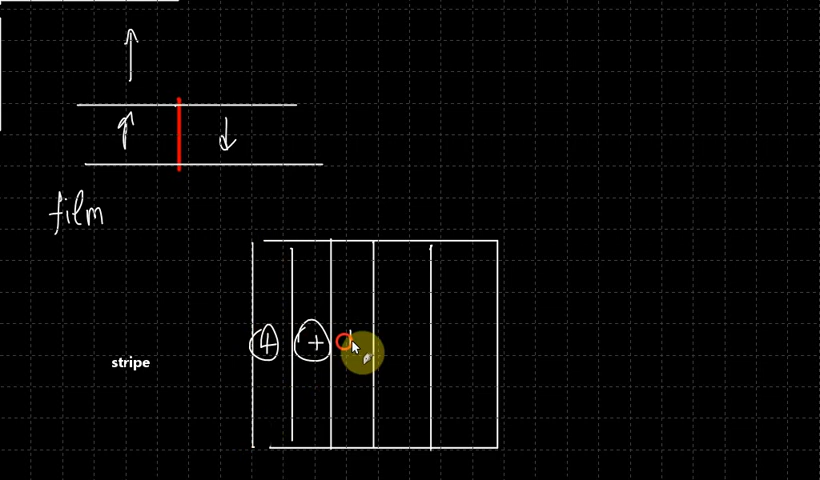 film
+ +
stripe